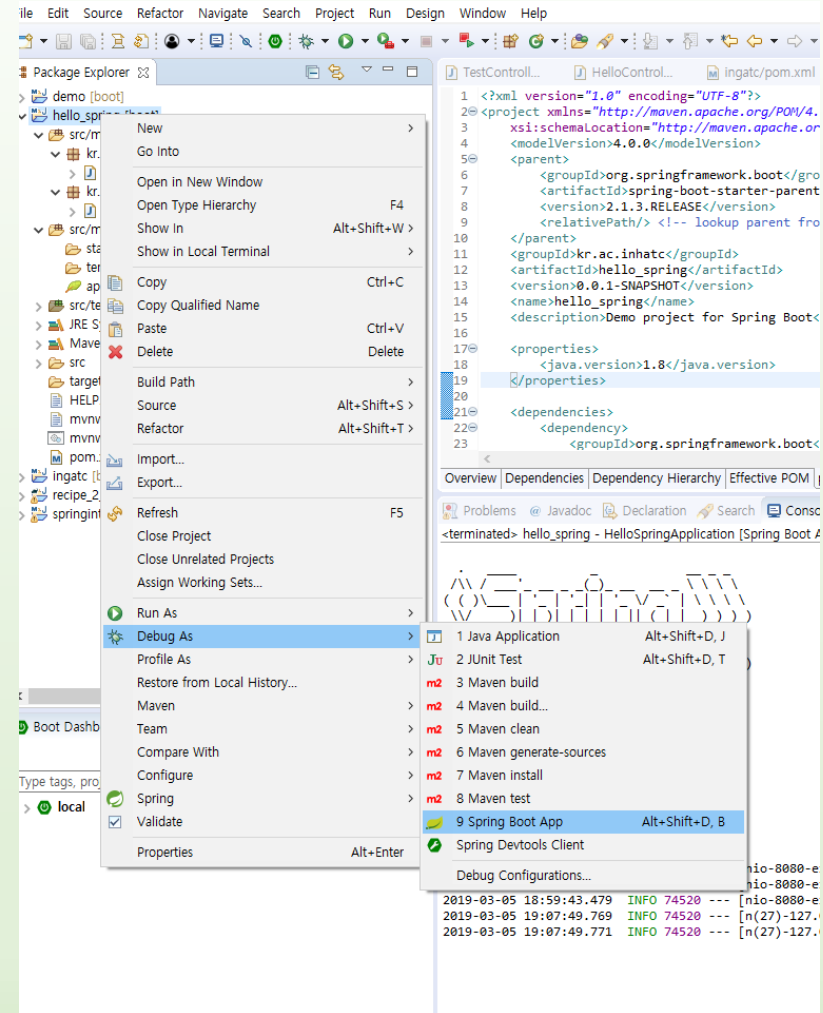 File Edit Source Refactor Navigate Search Project Run Design Window Help
Package Explorer
demo [boot]
hello_spring [boot]
src/m
kr.
J
kr.
J
src/m
sta
ter
ap
src/te
JRE S
Mave
src
target
HELP
mvnw
mvnw
pom.
ingatc [b
recipe_2
springint
New
Go Into
Open in New Window
Open Type Hierarchy F4
Show In Alt+Shift+W
Show in Local Terminal
Copy Ctrl+C
Copy Qualified Name
Paste Ctrl+V
Delete Delete
Build Path
Source Alt+Shift+S
Refactor Alt+Shift+T
Import...
Export...
Refresh F5
Close Project
Close Unrelated Projects
Assign Working Sets...
Run As
Debug As
Profile As
Restore from Local History...
Maven
Team
Compare With
Configure
Spring
Validate
Properties Alt+Enter
1 Java Application Alt+Shift+D, J
2 JUnit Test Alt+Shift+D, T
m2 3 Maven build
m2 4 Maven build...
m2 5 Maven clean
m2 6 Maven generate-sources
m2 7 Maven install
m2 8 Maven test
9 Spring Boot App Alt+Shift+D, B
Spring Devtools Client
Debug Configurations...
Boot Dashb
Type tags, pro
local
TestControll... HelloControl... ingatc/pom.xml
1 <?xml version="1.0" encoding="UTF-8"?>
2 <project xmlns="http://maven.apache.org/POM/4.
3 xsi:schemaLocation="http://maven.apache.or
4 <modelVersion>4.0.0</modelVersion>
5 <parent>
6 <groupId>org.springframework.boot</gro
7 <artifactId>spring-boot-starter-parent
8 <version>2.1.3.RELEASE</version>
9 <relativePath/> <!-- lookup parent fro
10 </parent>
11 <groupId>kr.ac.inhatc</groupId>
12 <artifactId>hello_spring</artifactId>
13 <version>0.0.1-SNAPSHOT</version>
14 <name>hello_spring</name>
15 <description>Demo project for Spring Boot<
16
17 <properties>
18 <java.version>1.8</java.version>
19 </properties>
20
21 <dependencies>
22 <dependency>
23 <groupId>org.springframework.boot<
Overview Dependencies Dependency Hierarchy Effective POM
Problems @ Javadoc Declaration Search Conso
<terminated> hello_spring - HelloSpringApplication [Spring Boot A
nio-8080-e
nio-8080-e
2019-03-05 18:59:43.479 INFO 74520 --- [nio-8080-e
2019-03-05 19:07:49.769 INFO 74520 --- [n(27)-127.
2019-03-05 19:07:49.771 INFO 74520 --- [n(27)-127.